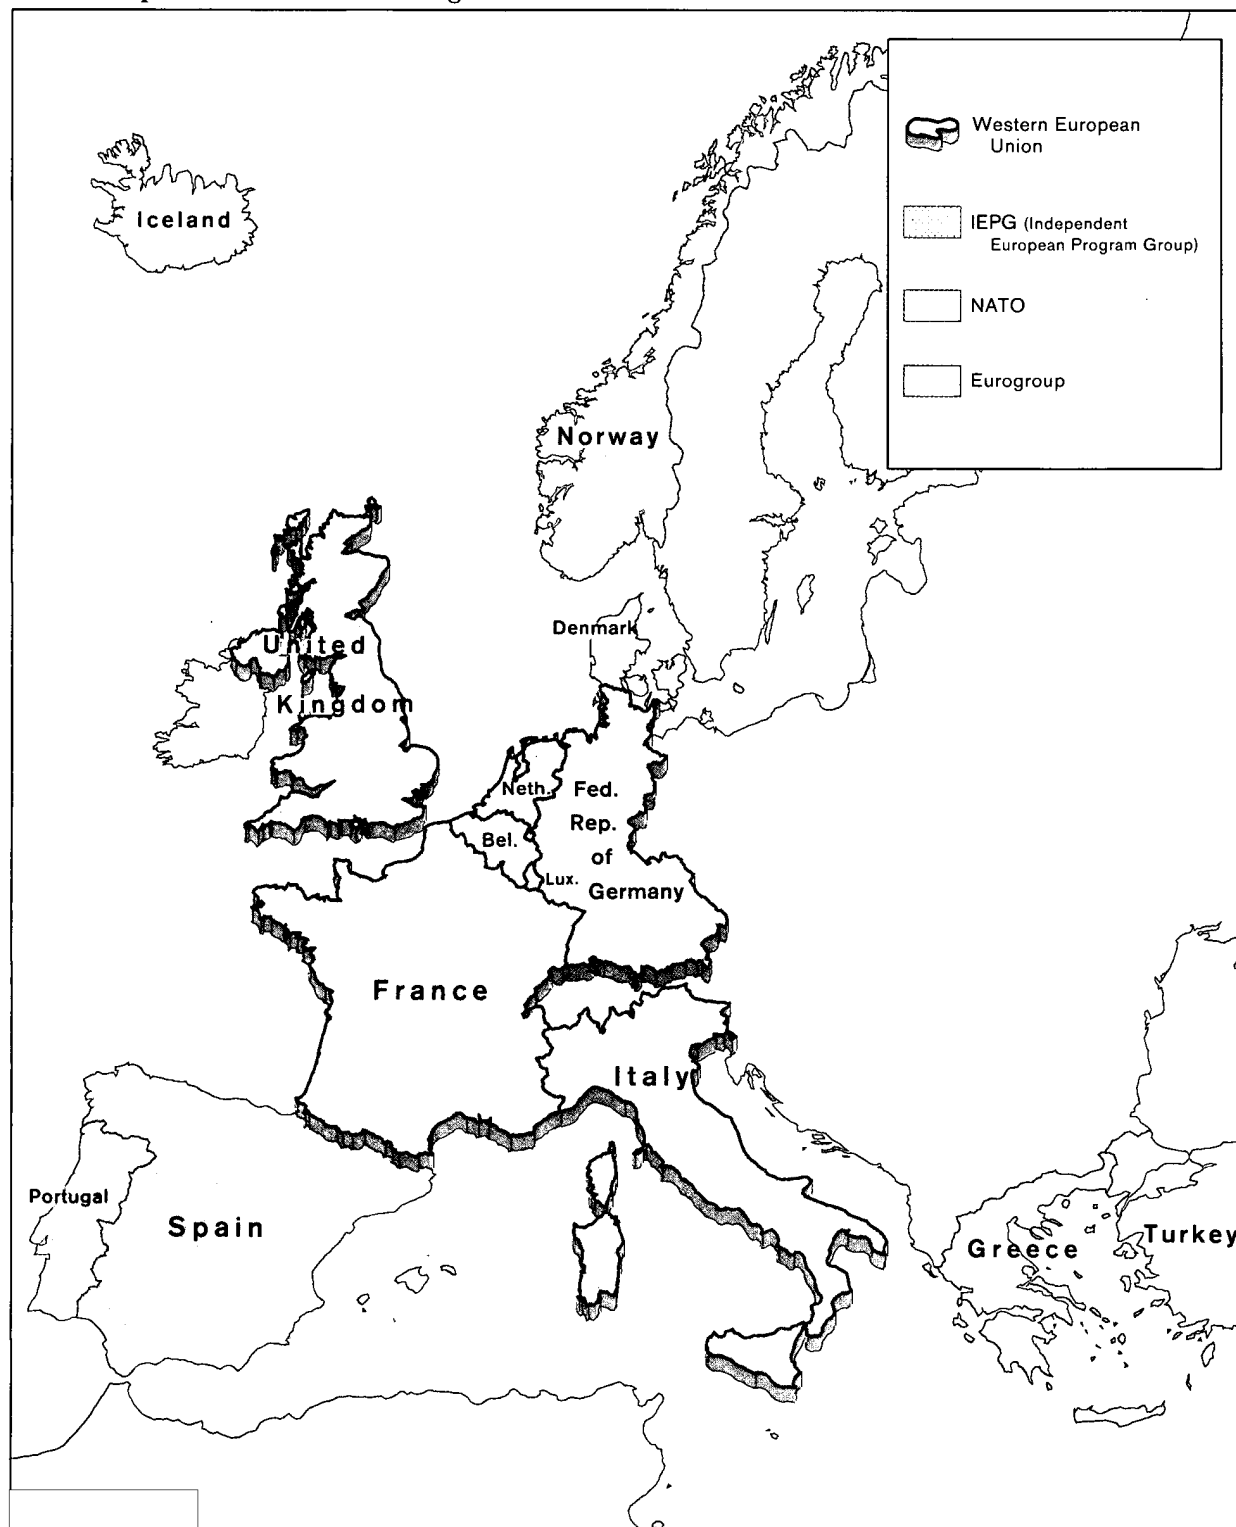 Western European
Union
IEPG (Independent
European Program Group)
NATO
Eurogroup
Iceland
Norway
Denmark
United
Kingdom
Neth.
Fed.
Rep.
of
Germany
Bel.
Lux.
France
Italy
Portugal
Spain
Greece
Turkey